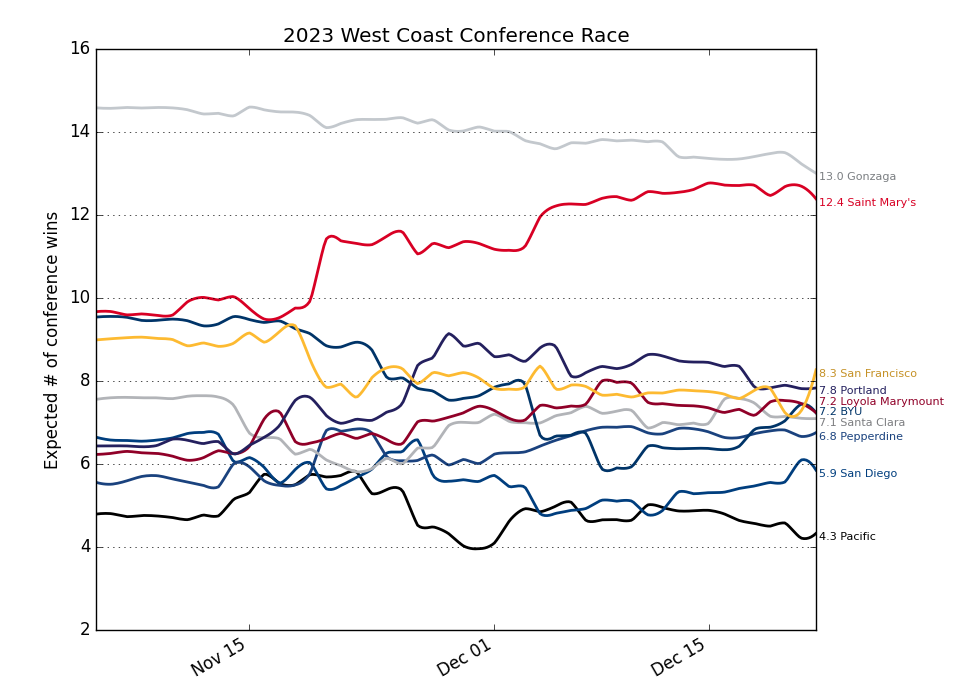 2023 West Coast Conference Race
Expected # of conference wins
16
14
12
10
8
6
4
2
Nov 15
Dec 01
Dec 15
13.0 Gonzaga
12.4 Saint Mary's
8.3 San Francisco
7.8 Portland
7.2 Loyola Marymount
7.2 BYU
7.1 Santa Clara
6.8 Pepperdine
5.9 San Diego
4.3 Pacific